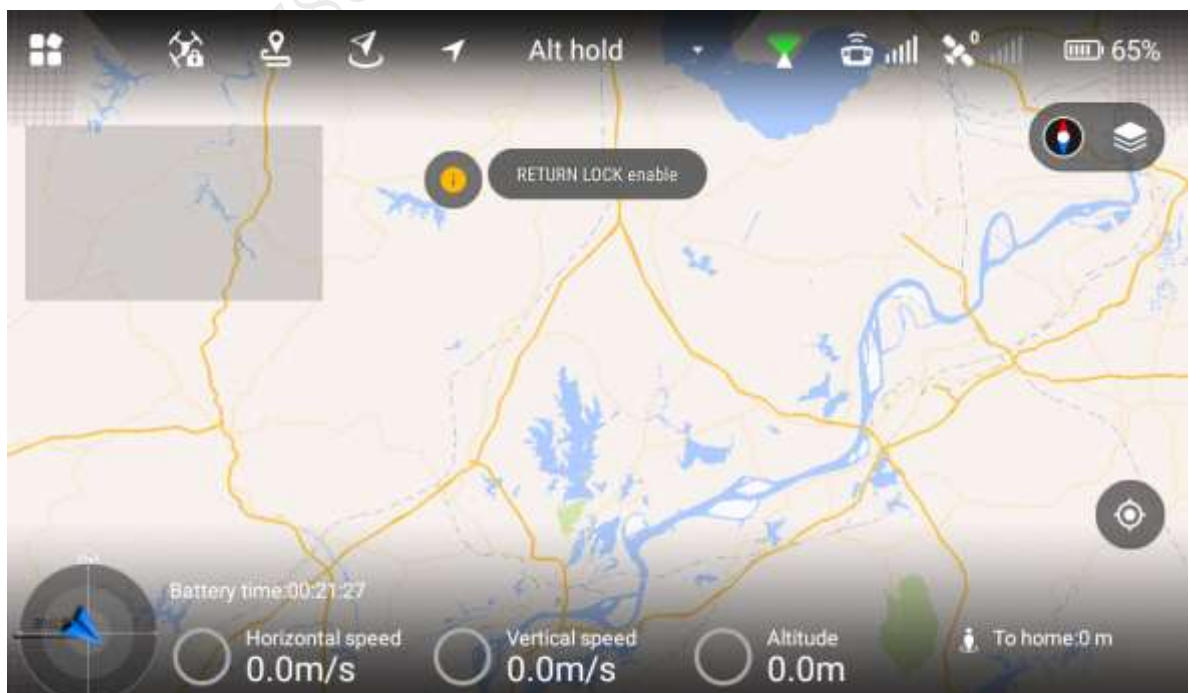 Alt hold
0
65%
RETURN LOCK enable
Battery time:00:21:27
Horizontal speed
0.0m/s
Vertical speed
0.0m/s
Altitude
0.0m
To home:0 m